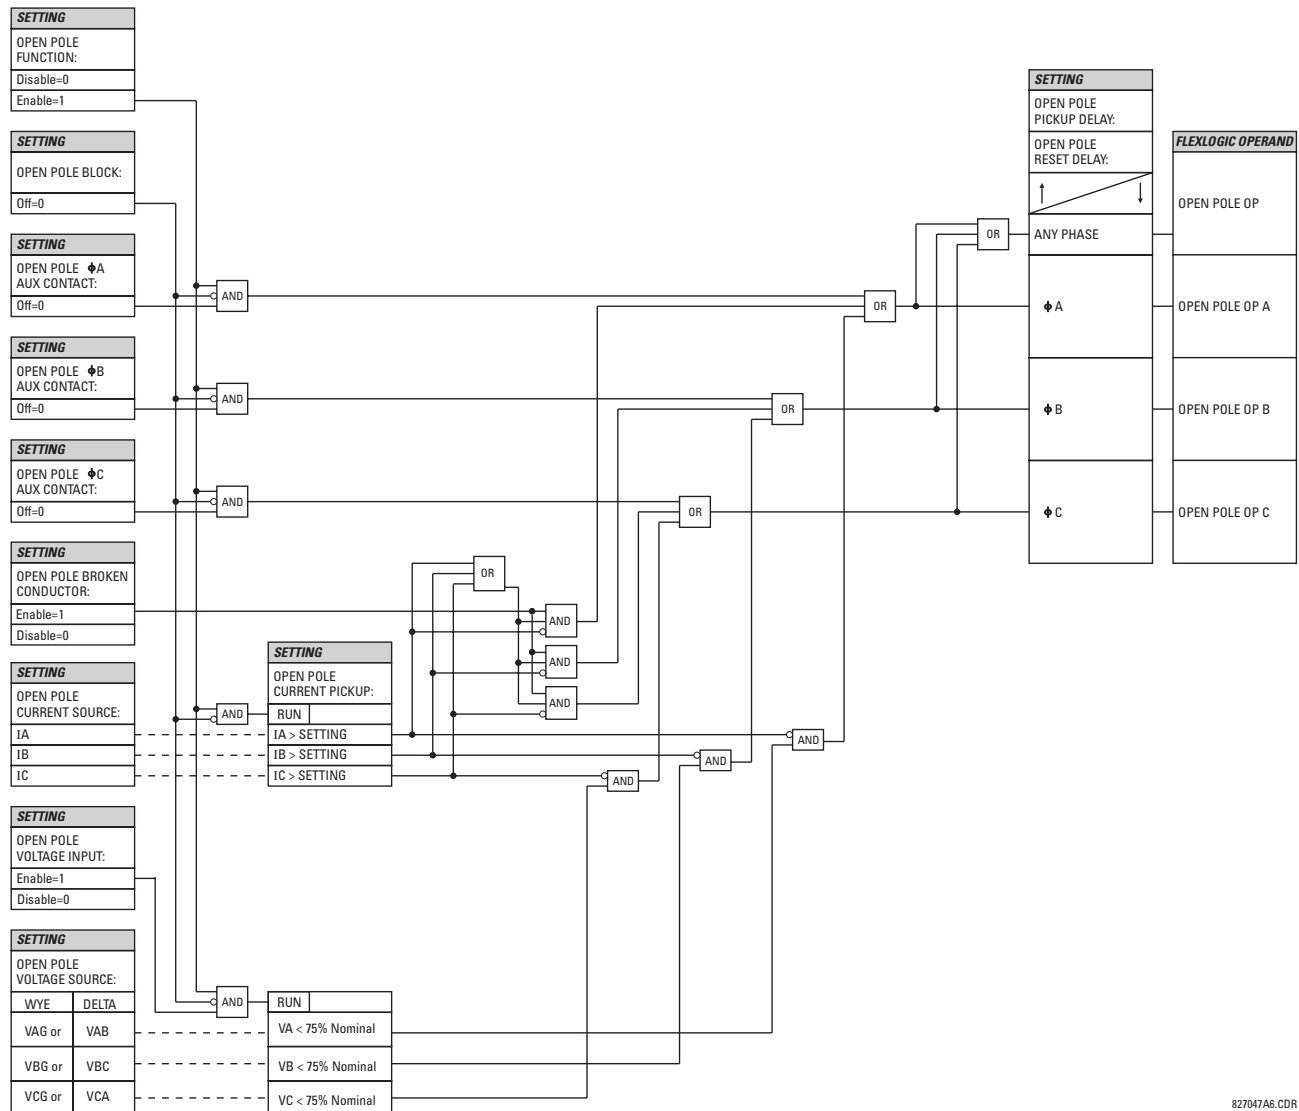 SETTING
OPEN POLE
FUNCTION:
Disable=0
Enable=1
SETTING
OPEN POLE BLOCK:
Off=0
SETTING
OPEN POLE ϕA
AUX CONTACT:
Off=0
SETTING
OPEN POLE ϕB
AUX CONTACT:
Off=0
SETTING
OPEN POLE ϕC
AUX CONTACT:
Off=0
SETTING
OPEN POLE BROKEN
CONDUCTOR:
Enable=1
Disable=0
SETTING
OPEN POLE
CURRENT SOURCE:
IA
IB
IC
SETTING
OPEN POLE
VOLTAGE INPUT:
Enable=1
Disable=0
SETTING
OPEN POLE
VOLTAGE SOURCE:
WYE DELTA
VAG or VAB
VBG or VBC
VCG or VCA
AND
AND
AND
AND
AND
SETTING
OPEN POLE
CURRENT PICKUP:
RUN
IA > SETTING
IB > SETTING
IC > SETTING
RUN
VA < 75% Nominal
VB < 75% Nominal
VC < 75% Nominal
OR
AND
AND
AND
AND
AND
AND
OR
OR
OR
OR
SETTING
OPEN POLE
PICKUP DELAY:
OPEN POLE
RESET DELAY:
ANY PHASE
ϕ A
ϕ B
ϕ C
FLEXLOGIC OPERAND
OPEN POLE OP
OPEN POLE OP A
OPEN POLE OP B
OPEN POLE OP C
827047A6.CDR